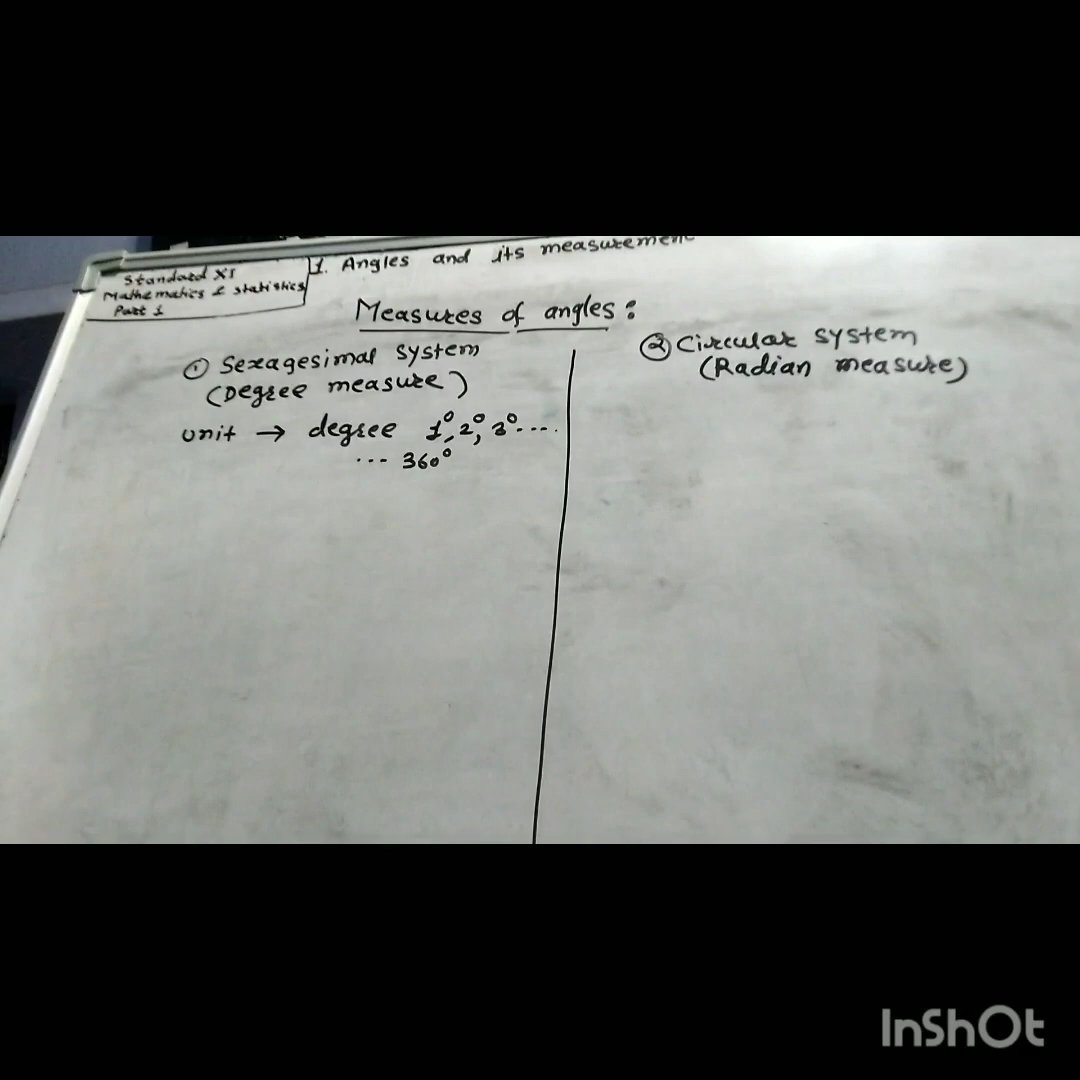 Standard XI
Mathematics & statistics
Part 1
1. Angles and its measurement
Measures of angles :
① Sexagesimal system
(Degree measure)
unit → degree 1°, 2°, 3°....
... 360°
② Circular system
(Radian measure)
InShOt